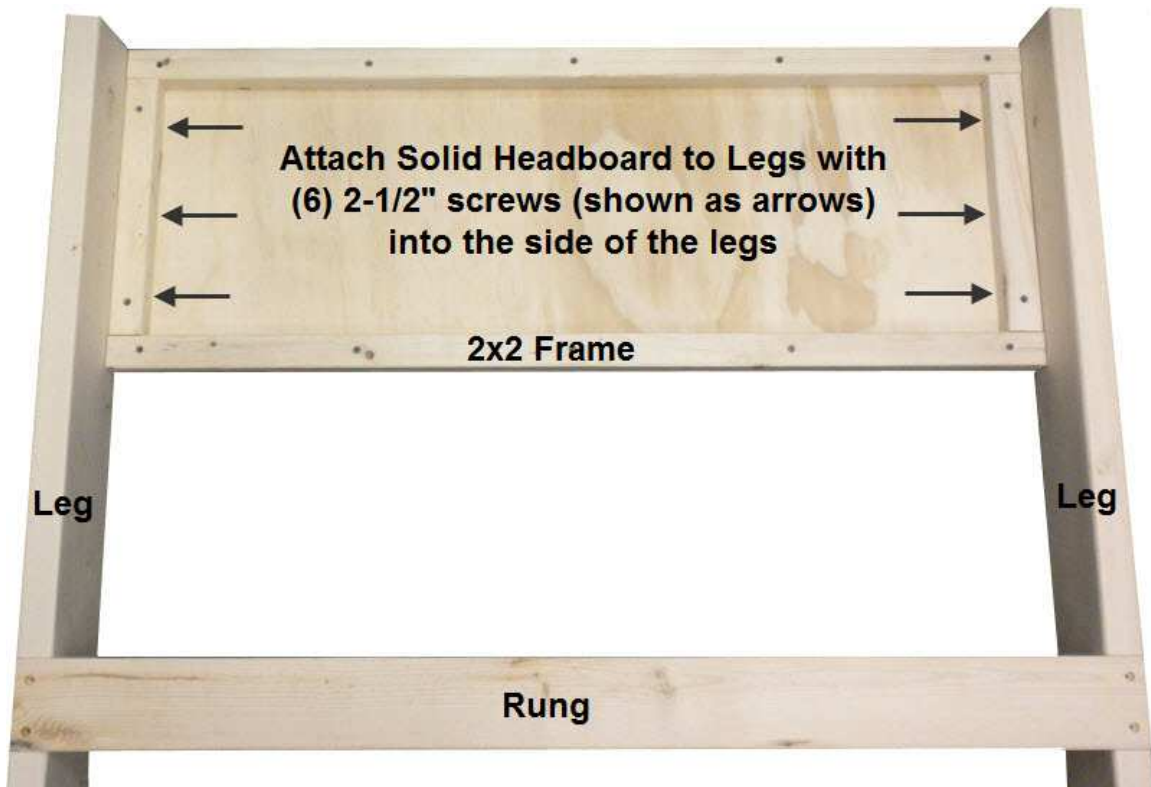 Attach Solid Headboard to Legs with
(6) 2-1/2" screws (shown as arrows)
into the side of the legs
2x2 Frame
Leg
Leg
Rung